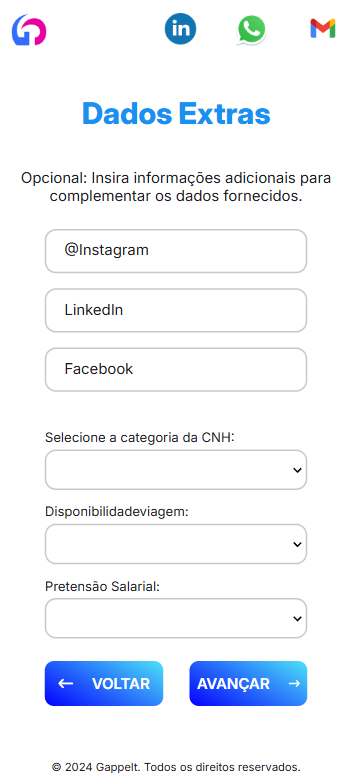 in
Dados Extras
Opcional: Insira informações adicionais para
complementar os dados fornecidos.
@Instagram
LinkedIn
Facebook
Selecione a categoria da CNH:
Disponibilidadeviagem:
Pretensão Salarial:
← VOLTAR
AVANÇAR →
© 2024 Gappelt. Todos os direitos reservados.